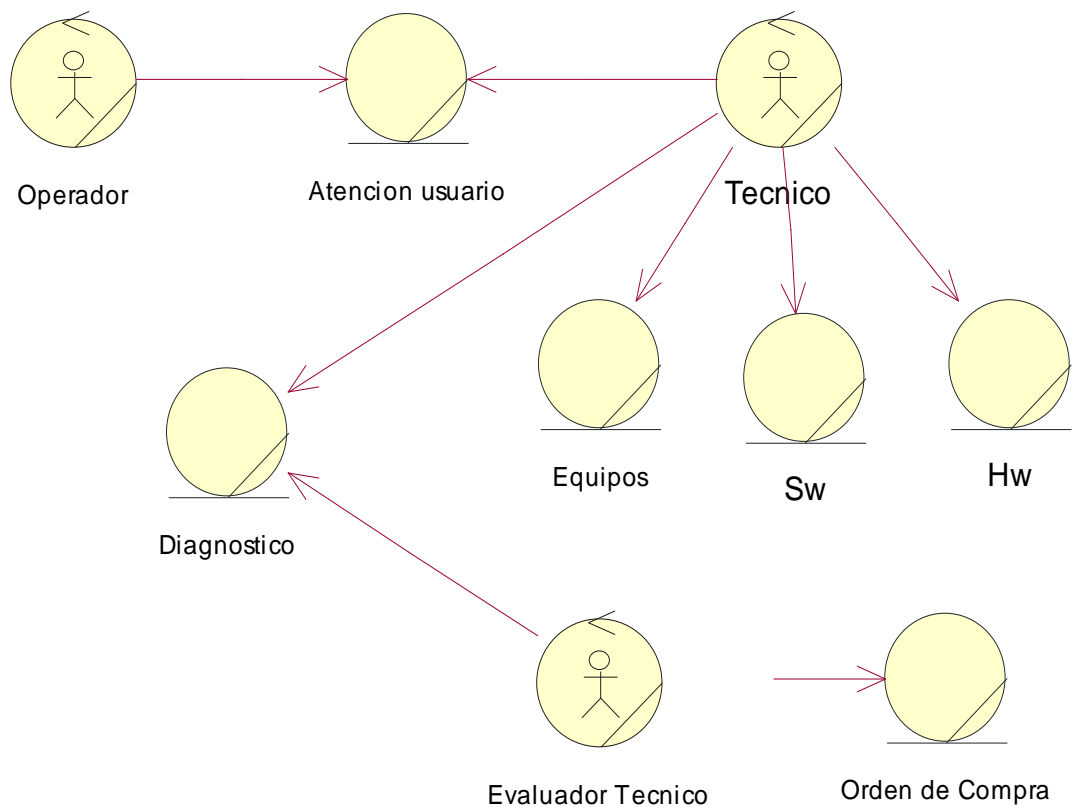 Operador
Atencion usuario
Tecnico
Equipos
Sw
Hw
Diagnostico
Evaluador Tecnico
Orden de Compra